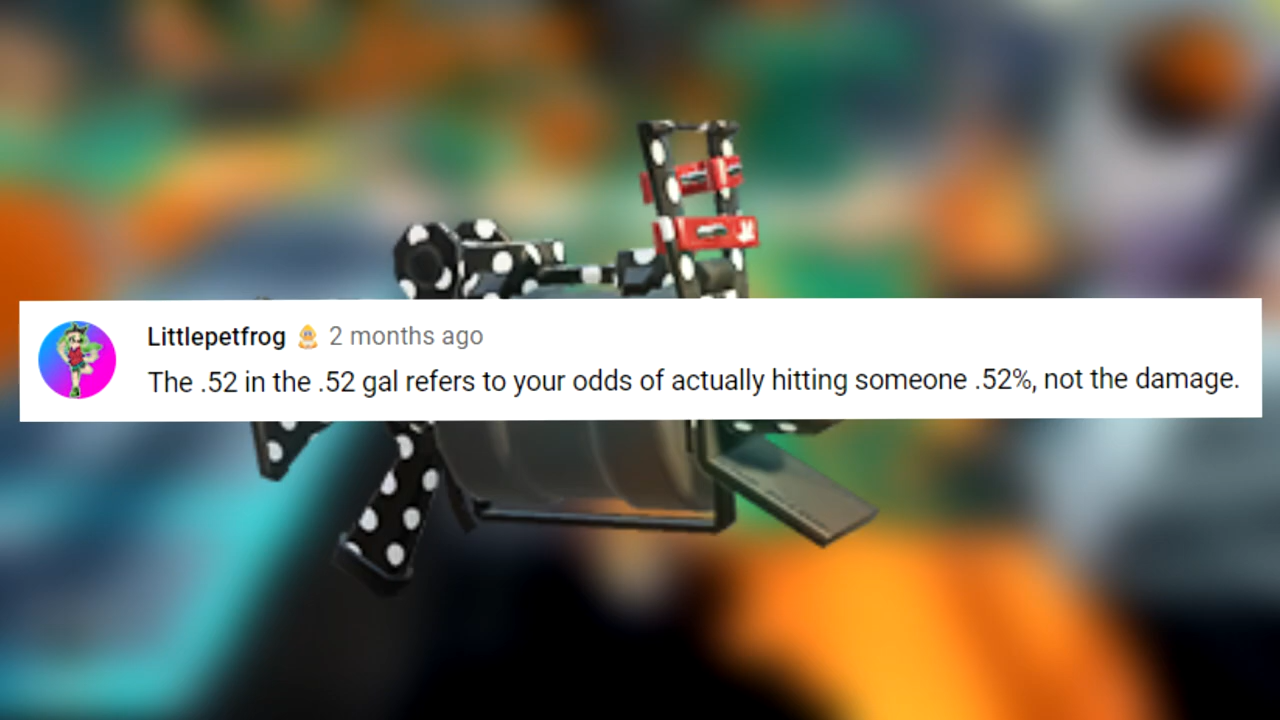 Littlepetfrog 2 months ago
The .52 in the .52 gal refers to your odds of actually hitting someone .52%, not the damage.